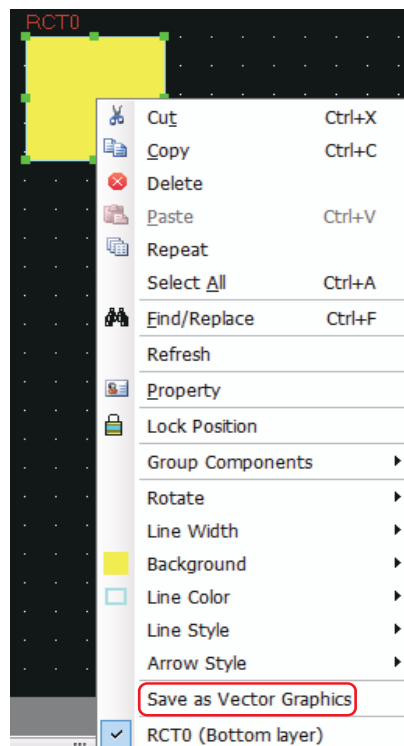 RCT0
Cut Ctrl+X
Copy Ctrl+C
Delete
Paste Ctrl+V
Repeat
Select All Ctrl+A
Find/Replace Ctrl+F
Refresh
Property
Lock Position
Group Components
Rotate
Line Width
Background
Line Color
Line Style
Arrow Style
Save as Vector Graphics
RCT0 (Bottom layer)